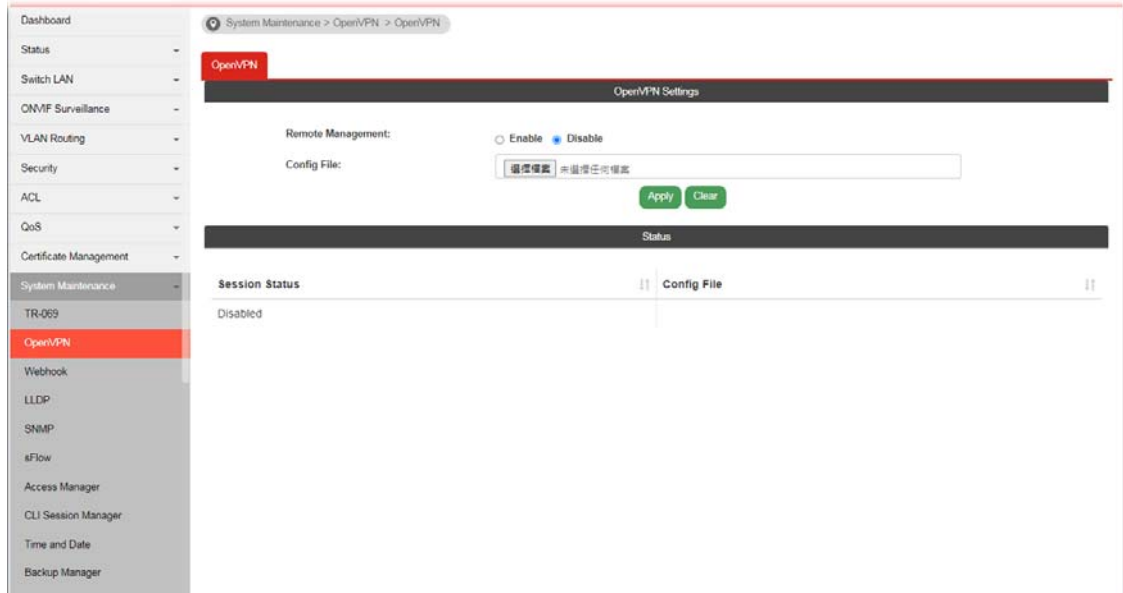 Dashboard
System Maintenance > OpenVPN > OpenVPN
Status
Switch LAN
ONVIF Surveillance
VLAN Routing
Security
ACL
QoS
Certificate Management
System Maintenance
TR-069
OpenVPN
Webhook
LLDP
SNMP
sFlow
Access Manager
CLI Session Manager
Time and Date
Backup Manager
OpenVPN
OpenVPN Settings
Remote Management:
Enable Disable
Config File:
選擇檔案 未選擇任何檔案
Apply Clear
Status
Session Status Config File
Disabled